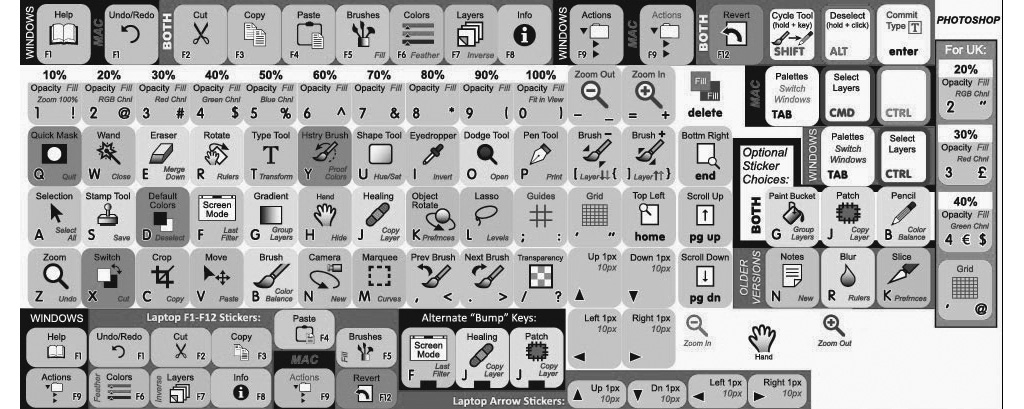 WINDOWS
Help
F1
MAC
Undo/Redo
F1
BOTH
Cut
F2
Copy
F3
Paste
F4
Brushes
F5 Fill
Colors
F6 Feather
Layers
F7 Inverse
Info
F8
WINDOWS
Actions
F9
MAC
Actions
F9
BOTH
Revert
F12
Cycle Tool
(hold + key)
SHIFT
Deselect
(hold + click)
ALT
Commit
Type T
enter
PHOTOSHOP
10% 20% 30% 40% 50% 60% 70% 80% 90% 100%
Opacity Fill
Zoom 100%
1 !
Opacity Fill
RGB Chnl
2 @
Opacity Fill
Red Chnl
3 #
Opacity Fill
Green Chnl
4 $
Opacity Fill
Blue Chnl
5 %
Opacity Fill
6 ^
Opacity Fill
7 &
Opacity Fill
8 *
Opacity Fill
9 (
Opacity Fill
Fit in View
0 )
Zoom Out
– _
Zoom In
= +
Fill
Fill
delete
MAC
Palettes
Switch
Windows
TAB
Select
Layers
CMD
CTRL
Quick Mask
Q Quit
Wand
W Close
Eraser
E Merge
Down
Rotate
R Rulers
Type Tool
T
T Transform
Hstry Brush
Y Proof
Colors
Shape Tool
U Hue/Sat
Eyedropper
I Invert
Dodge Tool
O Open
Pen Tool
P Print
Brush –
[ Layer↓↓ {
Brush +
] Layer↑↑ }
Bottm Right
end
Optional
Sticker
Choices:
WINDOWS
Palettes
Switch
Windows
TAB
Select
Layers
CTRL
Selection
A Select
All
Stamp Tool
S Save
Default
Colors
D Deselect
Screen
Mode
F Last
Filter
Gradient
G Group
Layers
Hand
H Hide
Healing
J Copy
Layer
Object
Rotate
K Prefrnces
Lasso
L Levels
Guides
; :
Grid
' "
Top Left
home
Scroll Up
pg up
BOTH
Paint Bucket
G Group
Layers
Patch
J Copy
Layer
Pencil
B Color
Balance
Zoom
Z Undo
Switch
X Cut
Crop
C Copy
Move
V Paste
Brush
B Color
Balance
Camera
N New
Marquee
M Curves
Prev Brush
, <
Next Brush
. >
Transparency
/ ?
Up 1px
10px
Down 1px
10px
Scroll Down
pg dn
OLDER
VERSIONS
Notes
N New
Blur
R Rulers
Slice
K Prefrnces
For UK:
20%
Opacity Fill
RGB Chnl
2 "
30%
Red Chnl
3 £
40%
Opacity Fill
Green Chnl
4 € $
Grid
' @
WINDOWS
Laptop F1-F12 Stickers:
Help
F1
Undo/Redo
F1
Cut
F2
Copy
F3
Paste
F4
MAC
Brushes
Fill F5
Actions
F9
Colors
Feather F6
Layers
Inverse F7
Info
F8
Actions
F9
Revert
F12
Alternate "Bump" Keys:
Screen
Mode
F Last
Filter
Healing
J Copy
Layer
Patch
J Copy
Layer
Left 1px
10px
Right 1px
10px
Zoom In
Hand
Zoom Out
Laptop Arrow Stickers:
Up 1px
10px
Dn 1px
10px
Left 1px
10px
Right 1px
10px